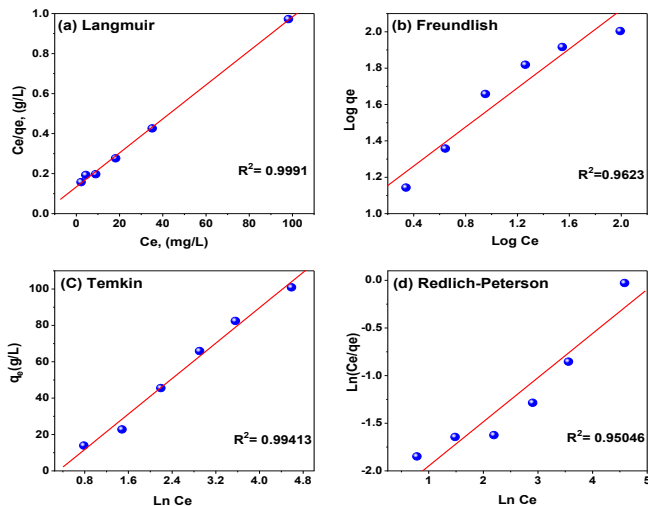 (a) Langmuir
1.0
0.8
0.6
0.4
0.2
0.0
Ce/qe, (g/L)
R²= 0.9991
0 20 40 60 80 100
Ce, (mg/L)
(b) Freundlish
2.0
1.8
1.6
1.4
1.2
1.0
Log qe
R²=0.9623
0.4 0.8 1.2 1.6 2.0
Log Ce
(C) Temkin
100
80
60
40
20
0
qₑ(g/L)
R²= 0.99413
0.8 1.6 2.4 3.2 4.0 4.8
Ln Ce
(d) Redlich-Peterson
0.0
-0.5
-1.0
-1.5
-2.0
Ln(Ce/qe)
R²= 0.95046
1 2 3 4 5
Ln Ce